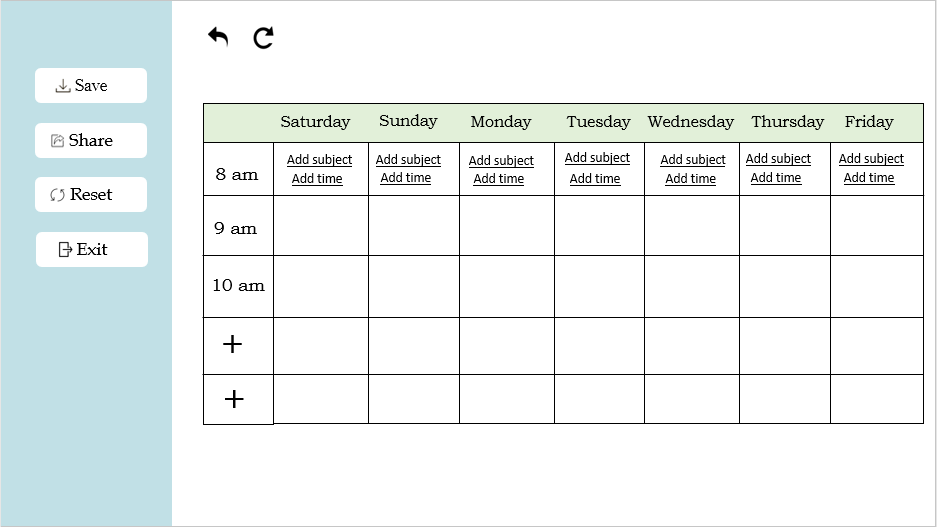 Save
Share
Reset
Exit
Saturday Sunday Monday Tuesday Wednesday Thursday Friday
8 am Add subject Add subject Add subject Add subject Add subject Add subject Add subject
Add time Add time Add time Add time Add time Add time Add time
9 am
10 am
+
+